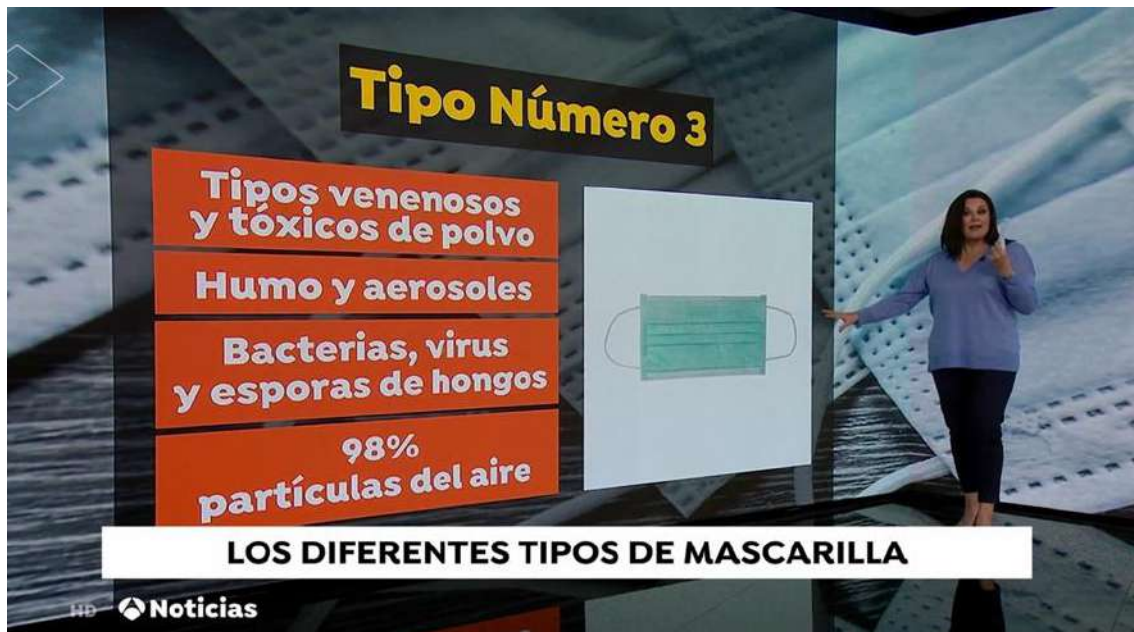 Tipo Número 3
Tipos venenosos
y tóxicos de polvo
Humo y aerosoles
Bacterias, virus
y esporas de hongos
98%
partículas del aire
LOS DIFERENTES TIPOS DE MASCARILLA
HD Noticias